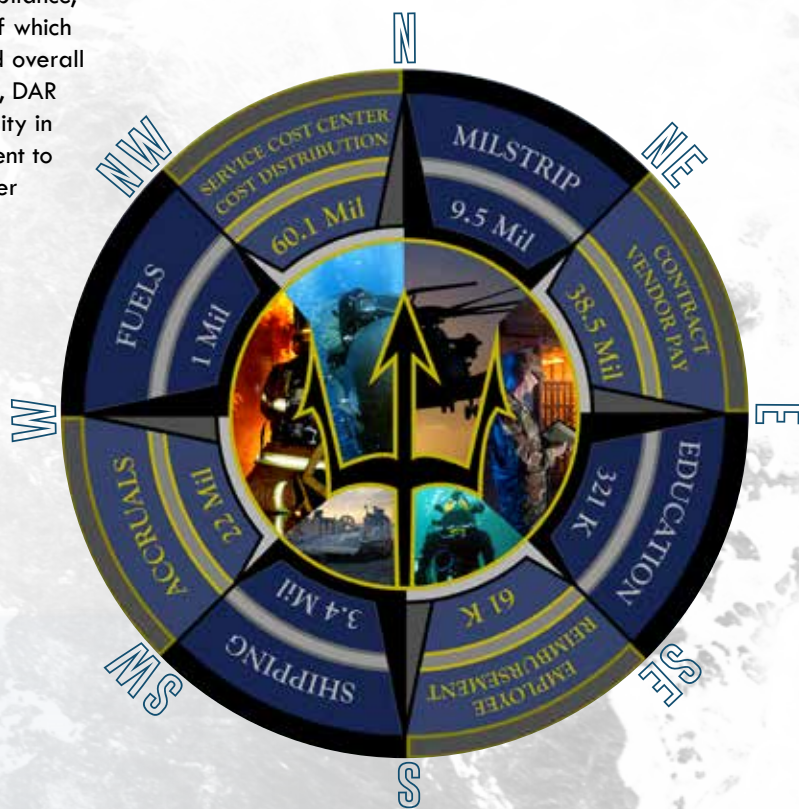 f which
d overall
, DAR
ity in
ent to
er
N
NE
E
SE
S
SW
W
NW
MILSTRIP
9.5 Mil
CONTRACT
VENDOR PAY
38.5 Mil
EDUCATION
321 K
EMPLOYEE
REIMBURSEMENT
61 K
SHIPPING
3.4 Mil
ACCRUALS
22 Mil
FUELS
1 Mil
SERVICE COST CENTER
COST DISTRIBUTION
60.1 Mil